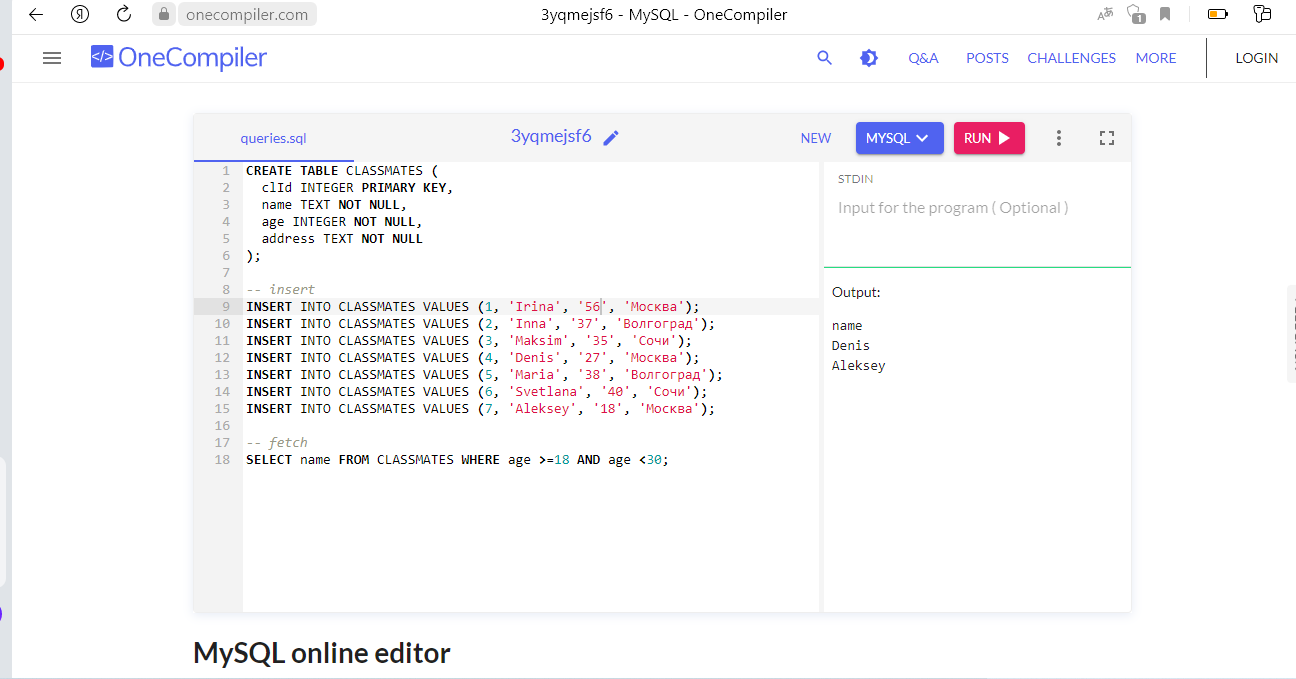 onecompiler.com
3yqmejsf6 - MySQL - OneCompiler
1
</> OneCompiler
Q&A
POSTS
CHALLENGES
MORE
LOGIN
queries.sql
3yqmejsf6
NEW
MYSQL
RUN
1 CREATE TABLE CLASSMATES (
2 clId INTEGER PRIMARY KEY,
3 name TEXT NOT NULL,
4 age INTEGER NOT NULL,
5 address TEXT NOT NULL
6 );
7
8 -- insert
9 INSERT INTO CLASSMATES VALUES (1, 'Irina', '56', 'Москва');
10 INSERT INTO CLASSMATES VALUES (2, 'Inna', '37', 'Волгоград');
11 INSERT INTO CLASSMATES VALUES (3, 'Maksim', '35', 'Сочи');
12 INSERT INTO CLASSMATES VALUES (4, 'Denis', '27', 'Москва');
13 INSERT INTO CLASSMATES VALUES (5, 'Maria', '38', 'Волгоград');
14 INSERT INTO CLASSMATES VALUES (6, 'Svetlana', '40', 'Сочи');
15 INSERT INTO CLASSMATES VALUES (7, 'Aleksey', '18', 'Москва');
16
17 -- fetch
18 SELECT name FROM CLASSMATES WHERE age >=18 AND age <30;
STDIN
Input for the program ( Optional )
Output:
name
Denis
Aleksey
MySQL online editor